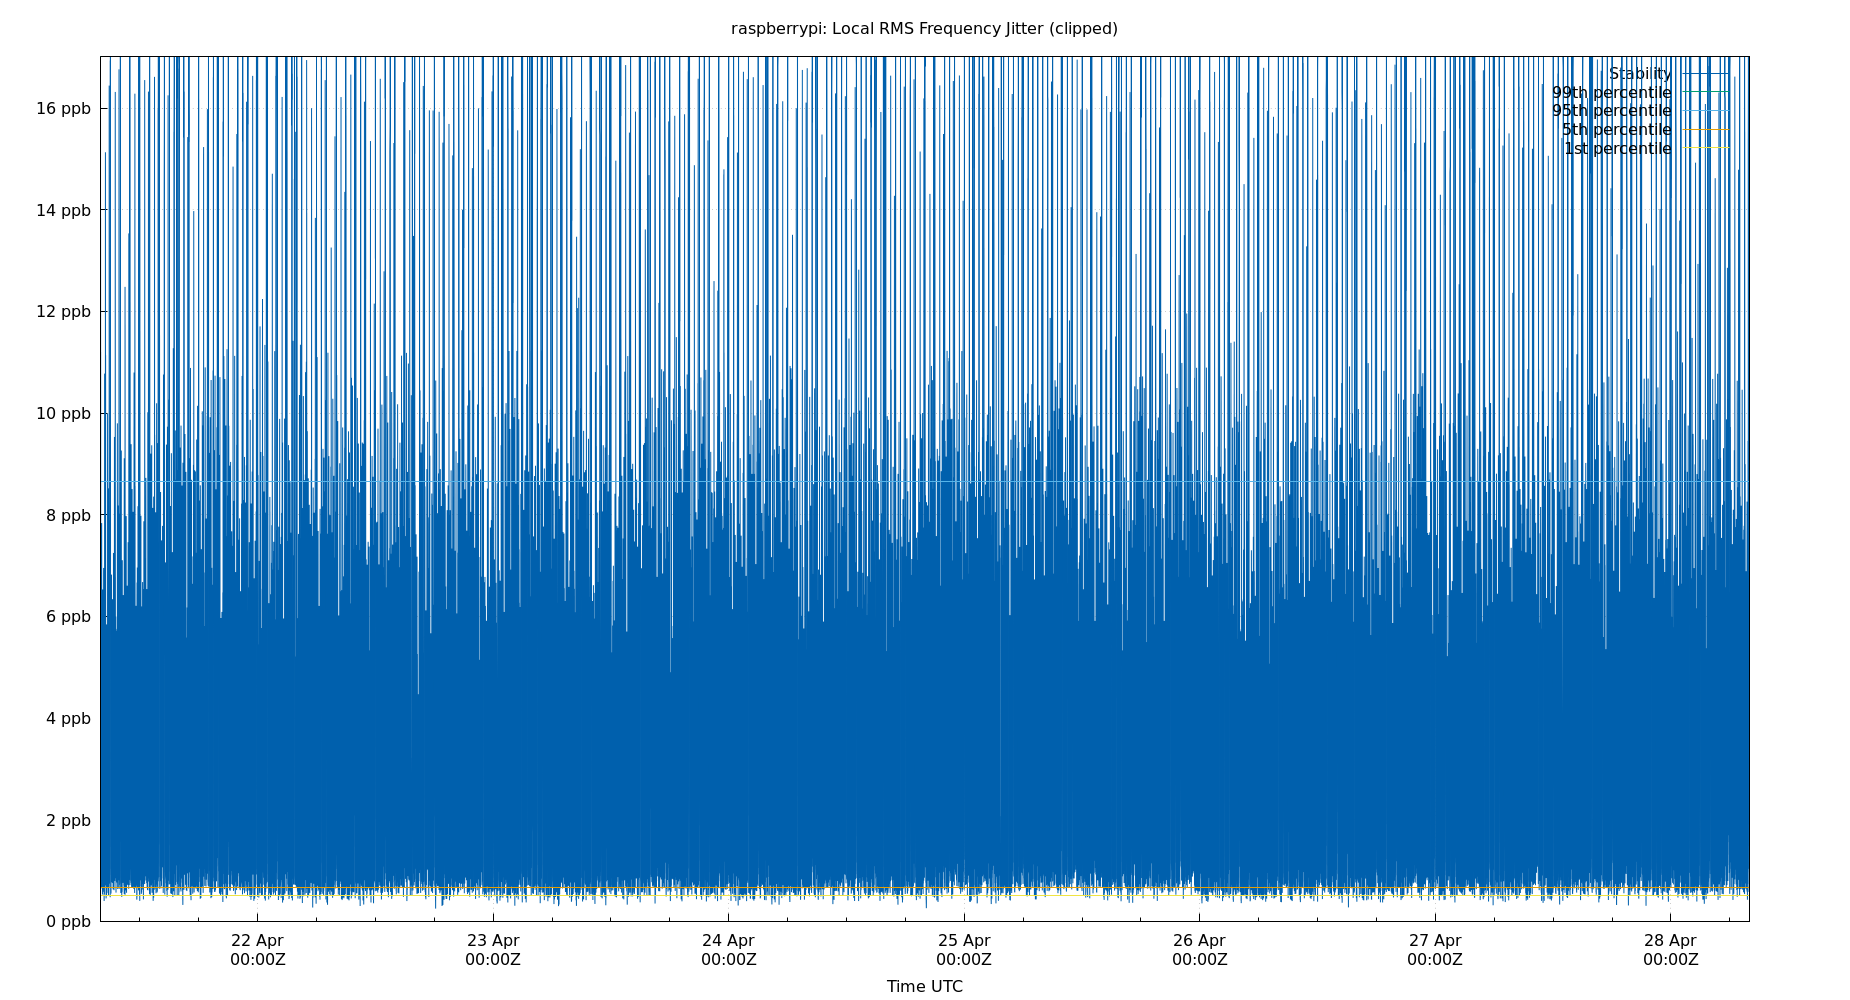 raspberrypi: Local RMS Frequency Jitter (clipped)
Stability
99th percentile
95th percentile
5th percentile
1st percentile
16 ppb
14 ppb
12 ppb
10 ppb
8 ppb
6 ppb
4 ppb
2 ppb
0 ppb
22 Apr 23 Apr 24 Apr 25 Apr 26 Apr 27 Apr 28 Apr
00:00Z 00:00Z 00:00Z 00:00Z 00:00Z 00:00Z 00:00Z
Time UTC